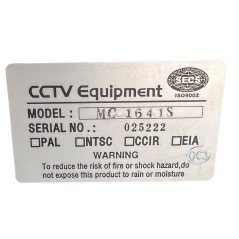 SECS
ISO9002
CCTV Equipment
MODEL: MC 1641S
SERIAL NO.: 025222
□PAL □NTSC □CCIR □EIA
WARNING
To reduce the risk of fire or shock hazard,do
not expose this product to rain or moisture